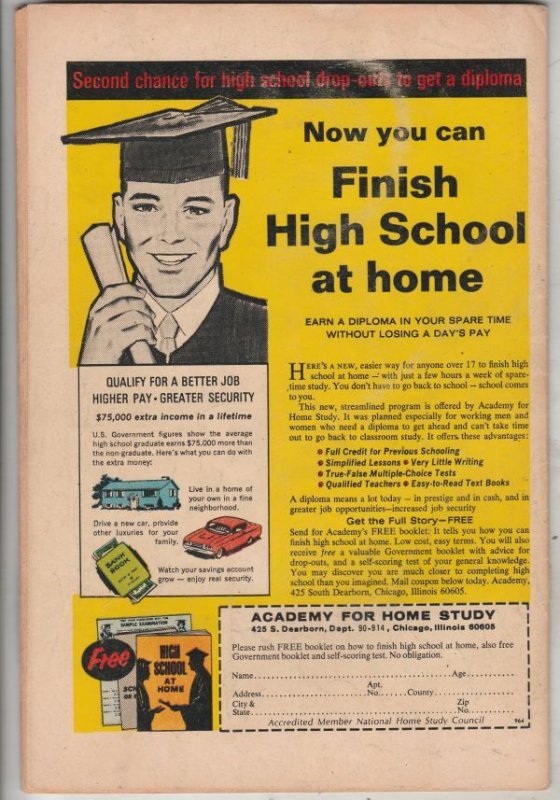 Second chance for high school drop-outs to get a diploma
Now you can
Finish
High School
at home
EARN A DIPLOMA IN YOUR SPARE TIME
WITHOUT LOSING A DAY'S PAY
QUALIFY FOR A BETTER JOB
HIGHER PAY • GREATER SECURITY
$75,000 extra income in a lifetime
U.S. Government figures show the average
high school graduate earns $75,000 more than
the non-graduate. Here's what you can do with
the extra money:
Live in a home of
your own in a fine
neighborhood.
Drive a new car, provide
other luxuries for your
family.
BANK
BOOK
Watch your savings account
grow — enjoy real security.
HERE'S A NEW, easier way for anyone over 17 to finish high
school at home — with just a few hours a week of spare-
time study. You don't have to go back to school — school comes
to you.
This new, streamlined program is offered by Academy for
Home Study. It was planned especially for working men and
women who need a diploma to get ahead but can't take time
out to go back to classroom study. It offers these advantages:
• Full Credit for Previous Schooling
• Simplified Lessons • Very Little Writing
• True-False Multiple-Choice Tests
• Qualified Teachers • Easy-to-Read Text Books
A diploma means a lot today — in prestige and in cash, and in
greater job opportunities—increased job security
Get the Full Story—FREE
Send for Academy's FREE booklet. It tells you how you can
finish high school at home. Low cost, easy terms. You will also
receive free a valuable Government booklet with advice for
drop-outs, and a self-scoring test of your general knowledge.
You may discover you are much closer to completing high
school than you imagined. Mail coupon below today. Academy,
425 South Dearborn, Chicago, Illinois 60605.
SAMPLE EXAMINATION
Free
HIGH
SCHOOL
AT
HOME
ACADEMY FOR HOME STUDY
425 S. Dearborn, Dept. 90-914, Chicago, Illinois 60605
Please rush FREE booklet on how to finish high school at home, also free
Government booklet and self-scoring test. No obligation.
Name Age
Address Apt. No. County
City & State Zip No.
Accredited Member National Home Study Council 964